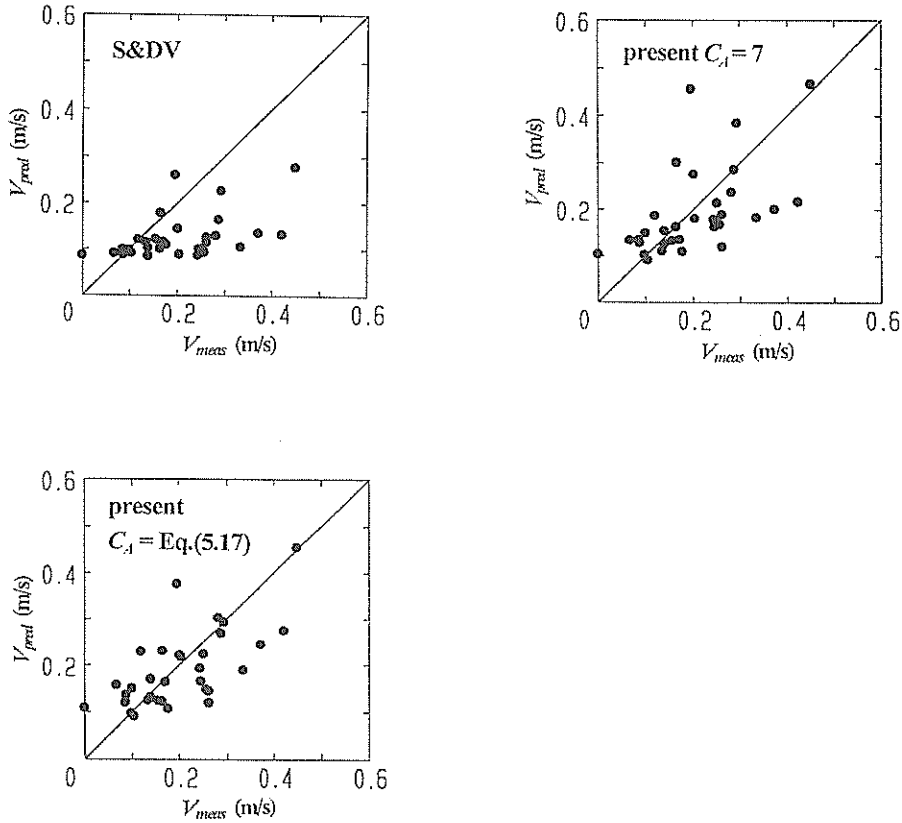 0.6
S&DV
0.4
V_pred (m/s)
0.2
0
0.2
0.4
0.6
V_meas (m/s)
0.6
present C_A = 7
0.4
V_pred (m/s)
0.2
0
0.2
0.4
0.6
V_meas (m/s)
0.6
present
C_A = Eq.(5.17)
0.4
V_pred (m/s)
0.2
0
0.2
0.4
0.6
V_meas (m/s)